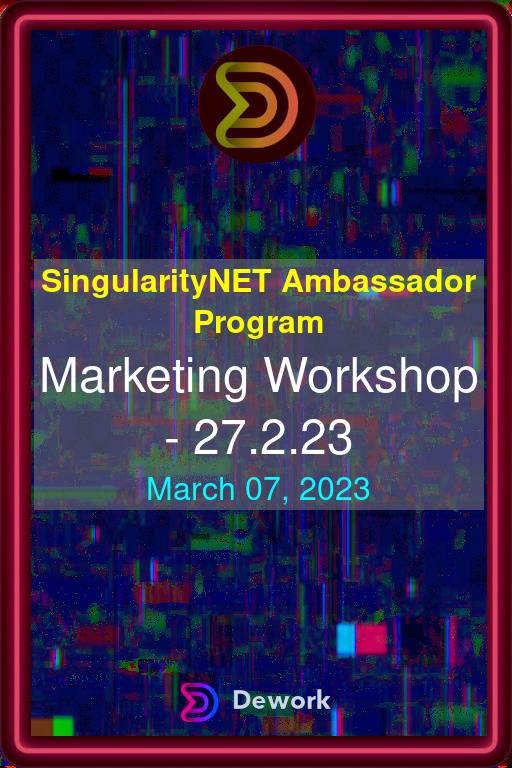 SingularityNET Ambassador
Program
Marketing Workshop
- 27.2.23
March 07, 2023
Dework